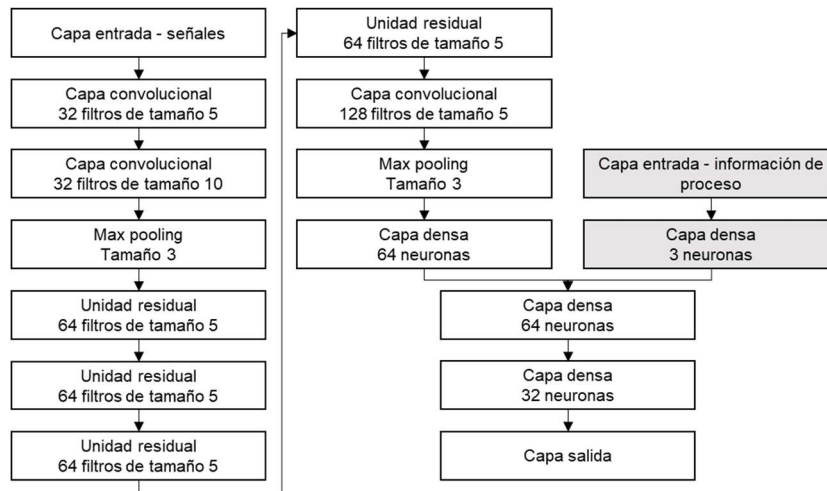 Capa entrada - señales
Capa convolucional
32 filtros de tamaño 5
Capa convolucional
32 filtros de tamaño 10
Max pooling
Tamaño 3
Unidad residual
64 filtros de tamaño 5
Unidad residual
64 filtros de tamaño 5
Unidad residual
64 filtros de tamaño 5
Unidad residual
64 filtros de tamaño 5
Capa convolucional
128 filtros de tamaño 5
Max pooling
Tamaño 3
Capa densa
64 neuronas
Capa entrada - información de
proceso
Capa densa
3 neuronas
Capa densa
64 neuronas
Capa densa
32 neuronas
Capa salida